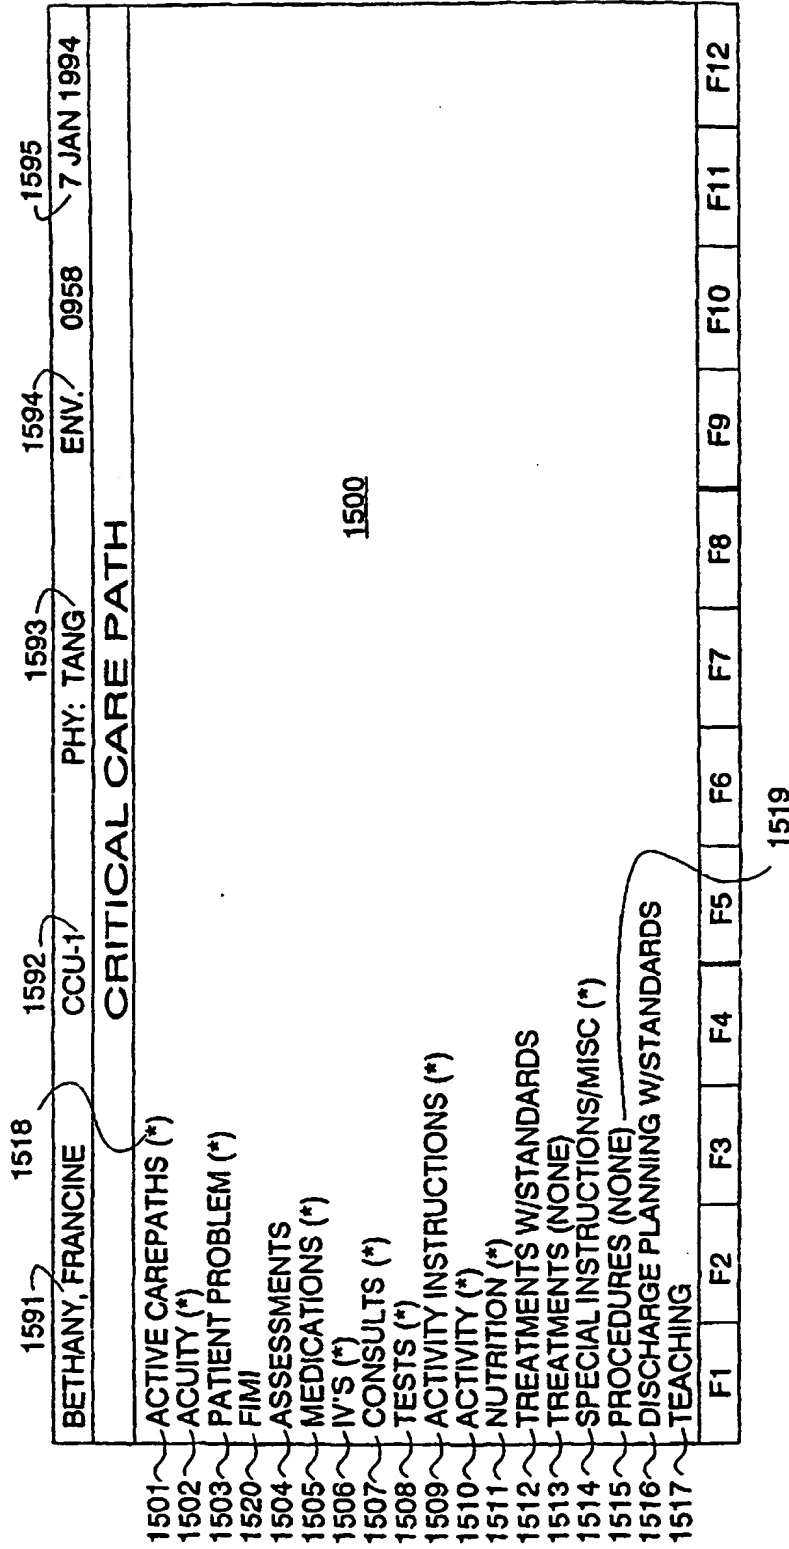 1591 1518 1592 1593 1594 1595
BETHANY, FRANCINE CCU-1 PHY: TANG ENV. 0958 7 JAN 1994
CRITICAL CARE PATH
1501 ACTIVE CAREPATHS (*)
1502 ACUITY (*)
1503 PATIENT PROBLEM (*)
1520 FIMI
1504 ASSESSMENTS
1505 MEDICATIONS (*)
1506 IV'S (*)
1507 CONSULTS (*)
1508 TESTS (*)
1509 ACTIVITY INSTRUCTIONS (*)
1510 ACTIVITY (*)
1511 NUTRITION (*)
1512 TREATMENTS W/STANDARDS
1513 TREATMENTS (NONE)
1514 SPECIAL INSTRUCTIONS/MISC (*)
1515 PROCEDURES (NONE)
1516 DISCHARGE PLANNING W/STANDARDS
1517 TEACHING
1500
F1 F2 F3 F4 F5 F6 F7 F8 F9 F10 F11 F12
1519